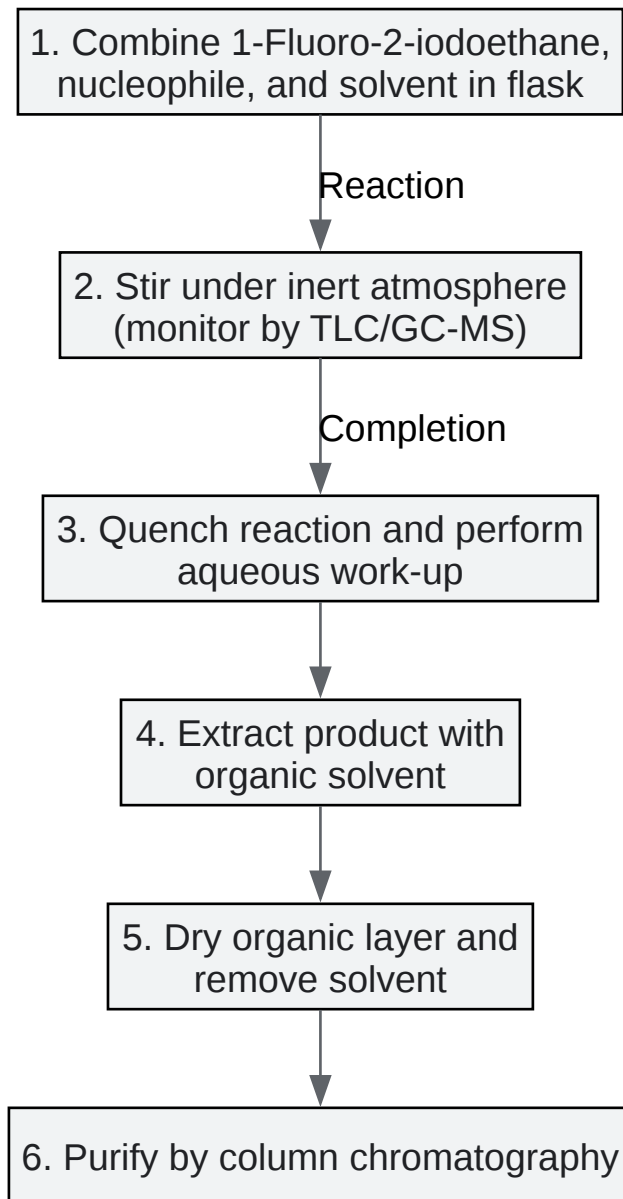 1. Combine 1-Fluoro-2-iodoethane,
nucleophile, and solvent in flask
Reaction
2. Stir under inert atmosphere
(monitor by TLC/GC-MS)
Completion
3. Quench reaction and perform
aqueous work-up
4. Extract product with
organic solvent
5. Dry organic layer and
remove solvent
6. Purify by column chromatography